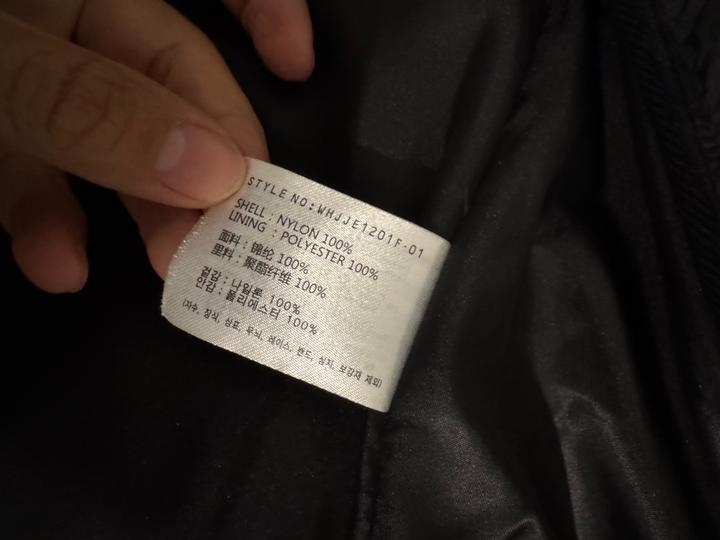 STYLE NO:WHJJE1201F-01
SHELL : NYLON 100%
LINING : POLYESTER 100%
面料 : 锦纶 100%
里料 : 聚酯纤维 100%
겉감 : 나일론 100%
안감 : 폴리에스터 100%
(자수, 장식, 상표, 무늬, 레이스, 밴드, 심지, 보강재 제외)